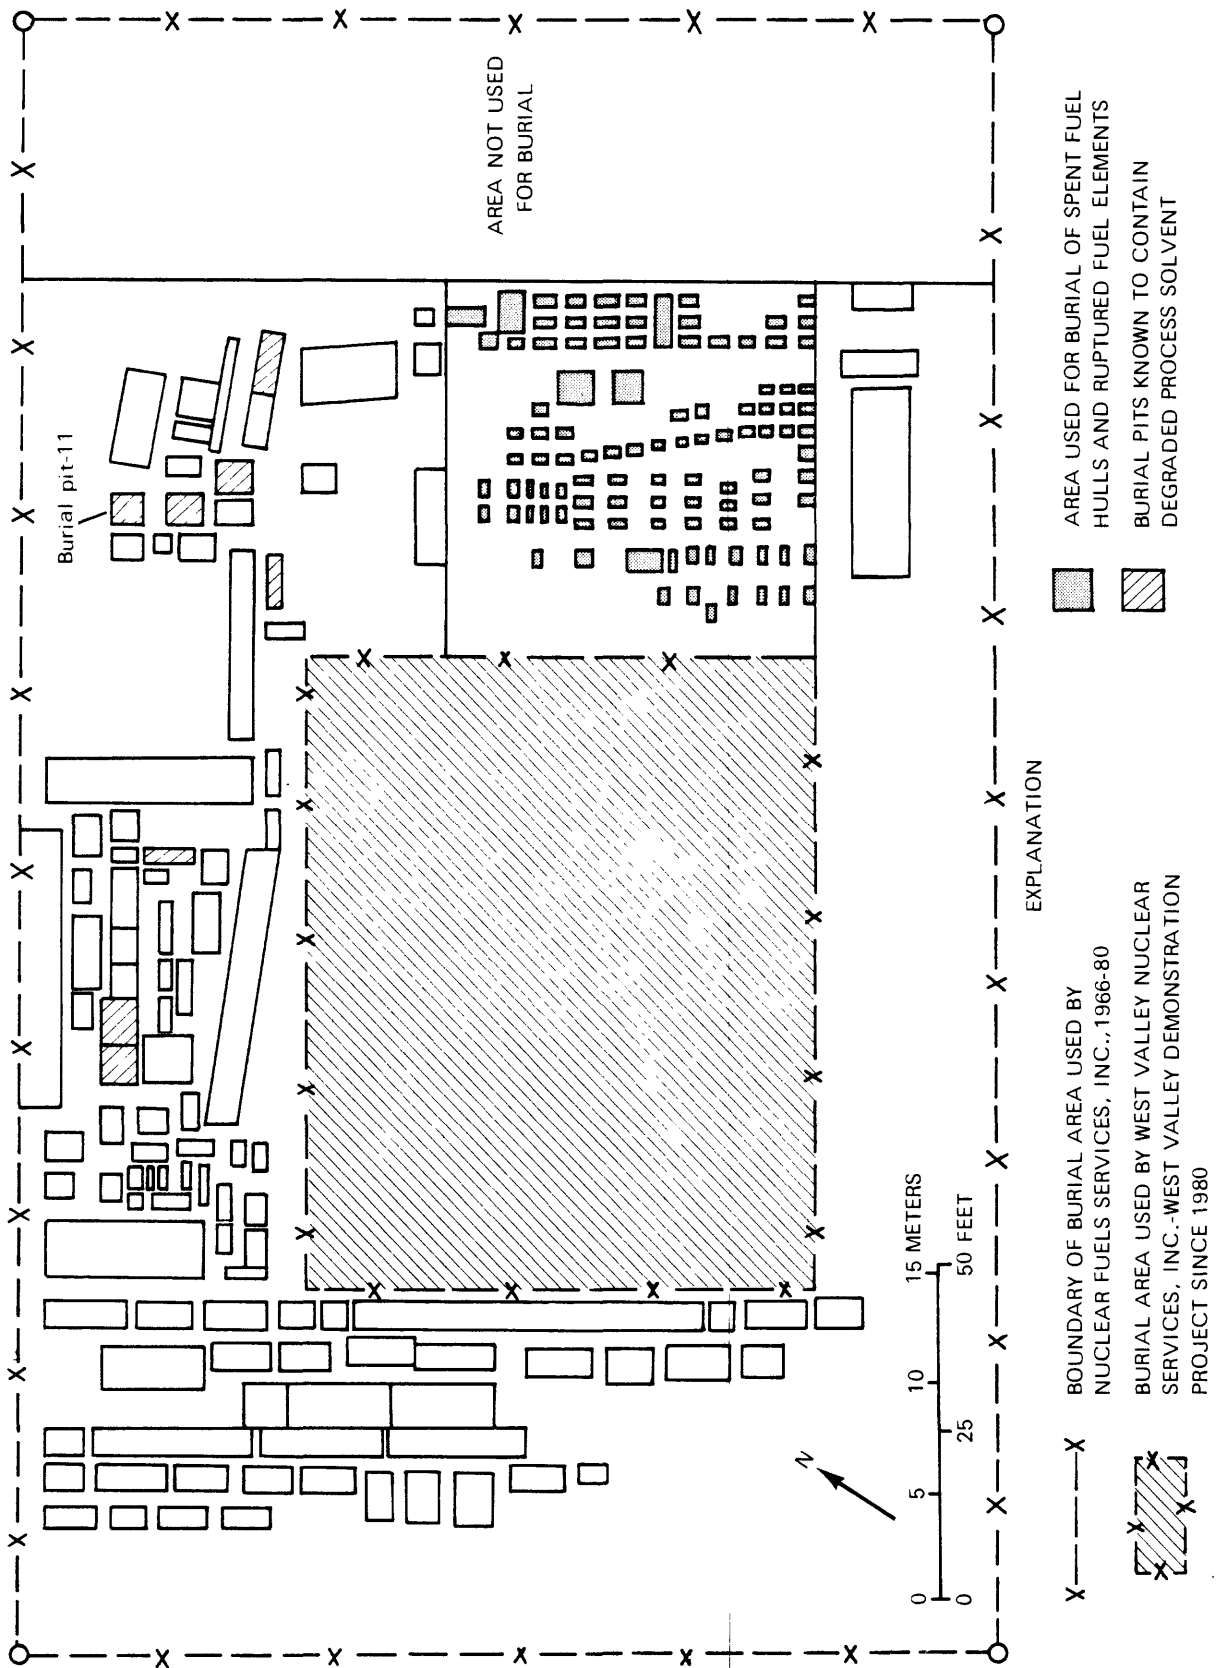 Burial pit-11
AREA NOT USED
FOR BURIAL
N
0 5 10 15 METERS
0 25 50 FEET
EXPLANATION
X X BOUNDARY OF BURIAL AREA USED BY
NUCLEAR FUELS SERVICES, INC., 1966-80
BURIAL AREA USED BY WEST VALLEY NUCLEAR
SERVICES, INC.-WEST VALLEY DEMONSTRATION
PROJECT SINCE 1980
AREA USED FOR BURIAL OF SPENT FUEL
HULLS AND RUPTURED FUEL ELEMENTS
BURIAL PITS KNOWN TO CONTAIN
DEGRADED PROCESS SOLVENT